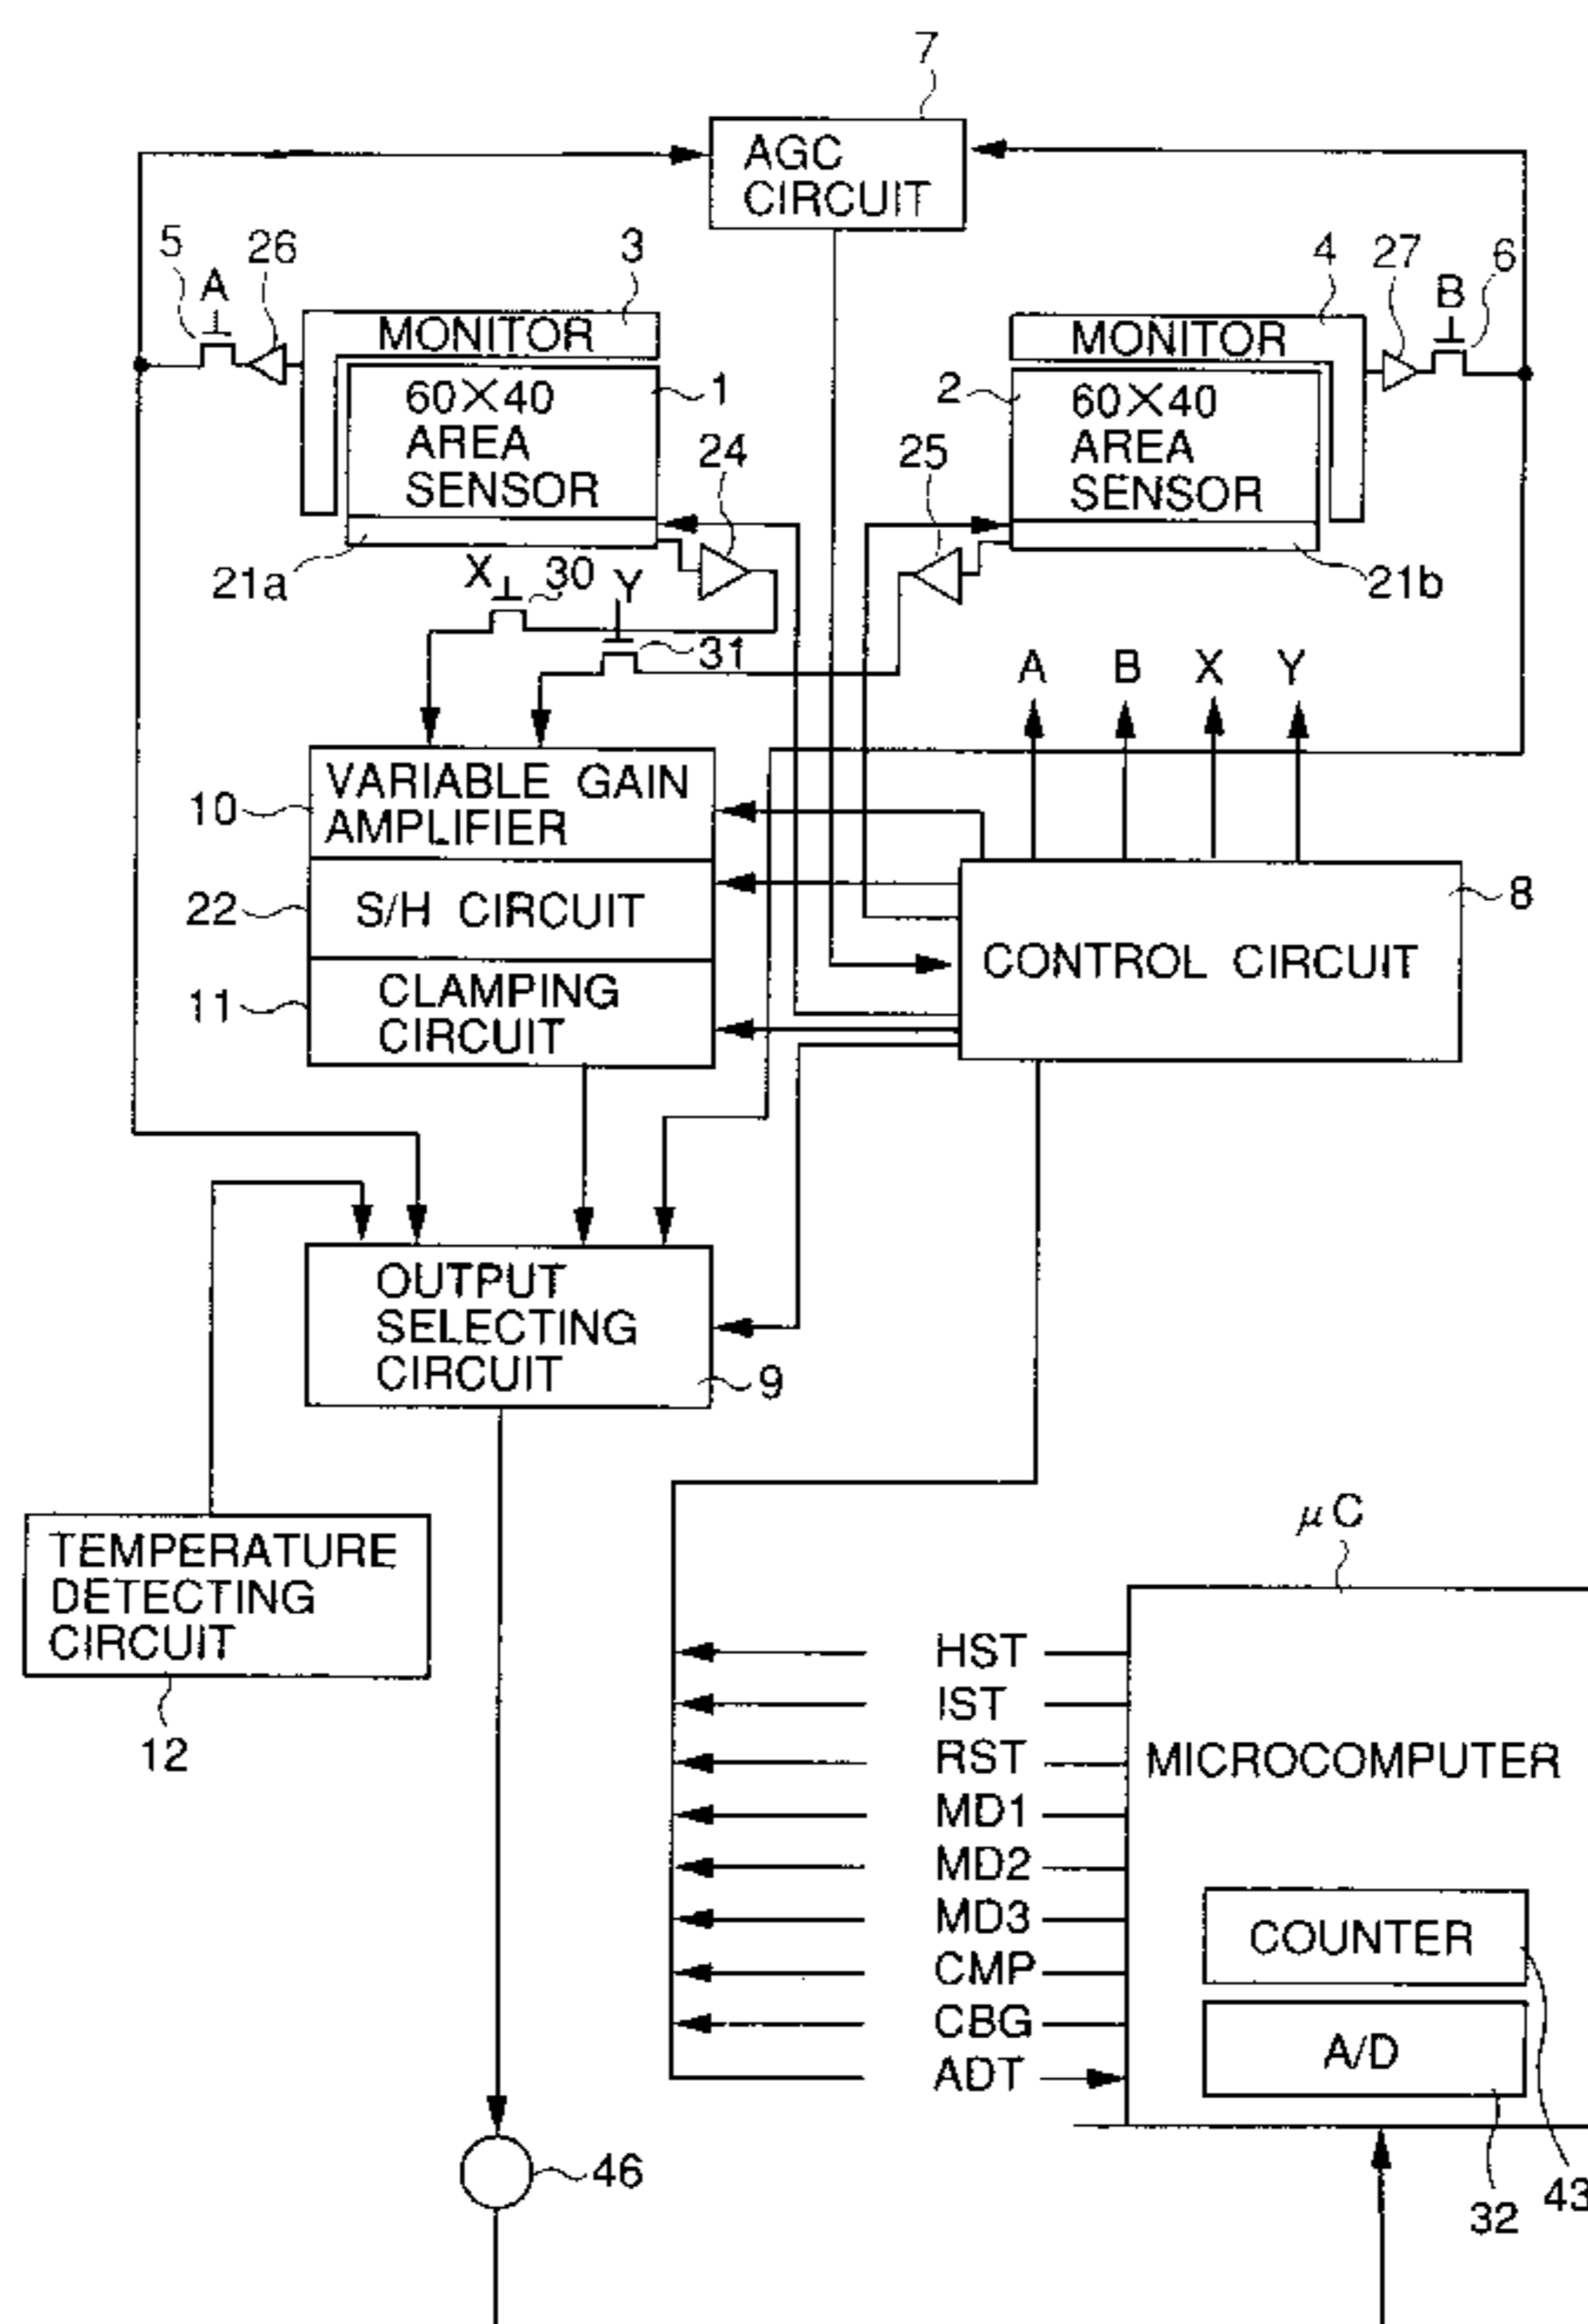 7
AGC
CIRCUIT
5
A
26
3
MONITOR
60×40
AREA
SENSOR
1
24
21a
X
30
Y
31
4
27
B
6
MONITOR
2
60×40
AREA
SENSOR
25
21b
A
B
X
Y
10
VARIABLE GAIN
AMPLIFIER
22
S/H CIRCUIT
11
CLAMPING
CIRCUIT
CONTROL CIRCUIT
8
OUTPUT
SELECTING
CIRCUIT
9
TEMPERATURE
DETECTING
CIRCUIT
12
μC
HST
IST
RST
MD1
MD2
MD3
CMP
CBG
ADT
MICROCOMPUTER
COUNTER
A/D
43
32
46